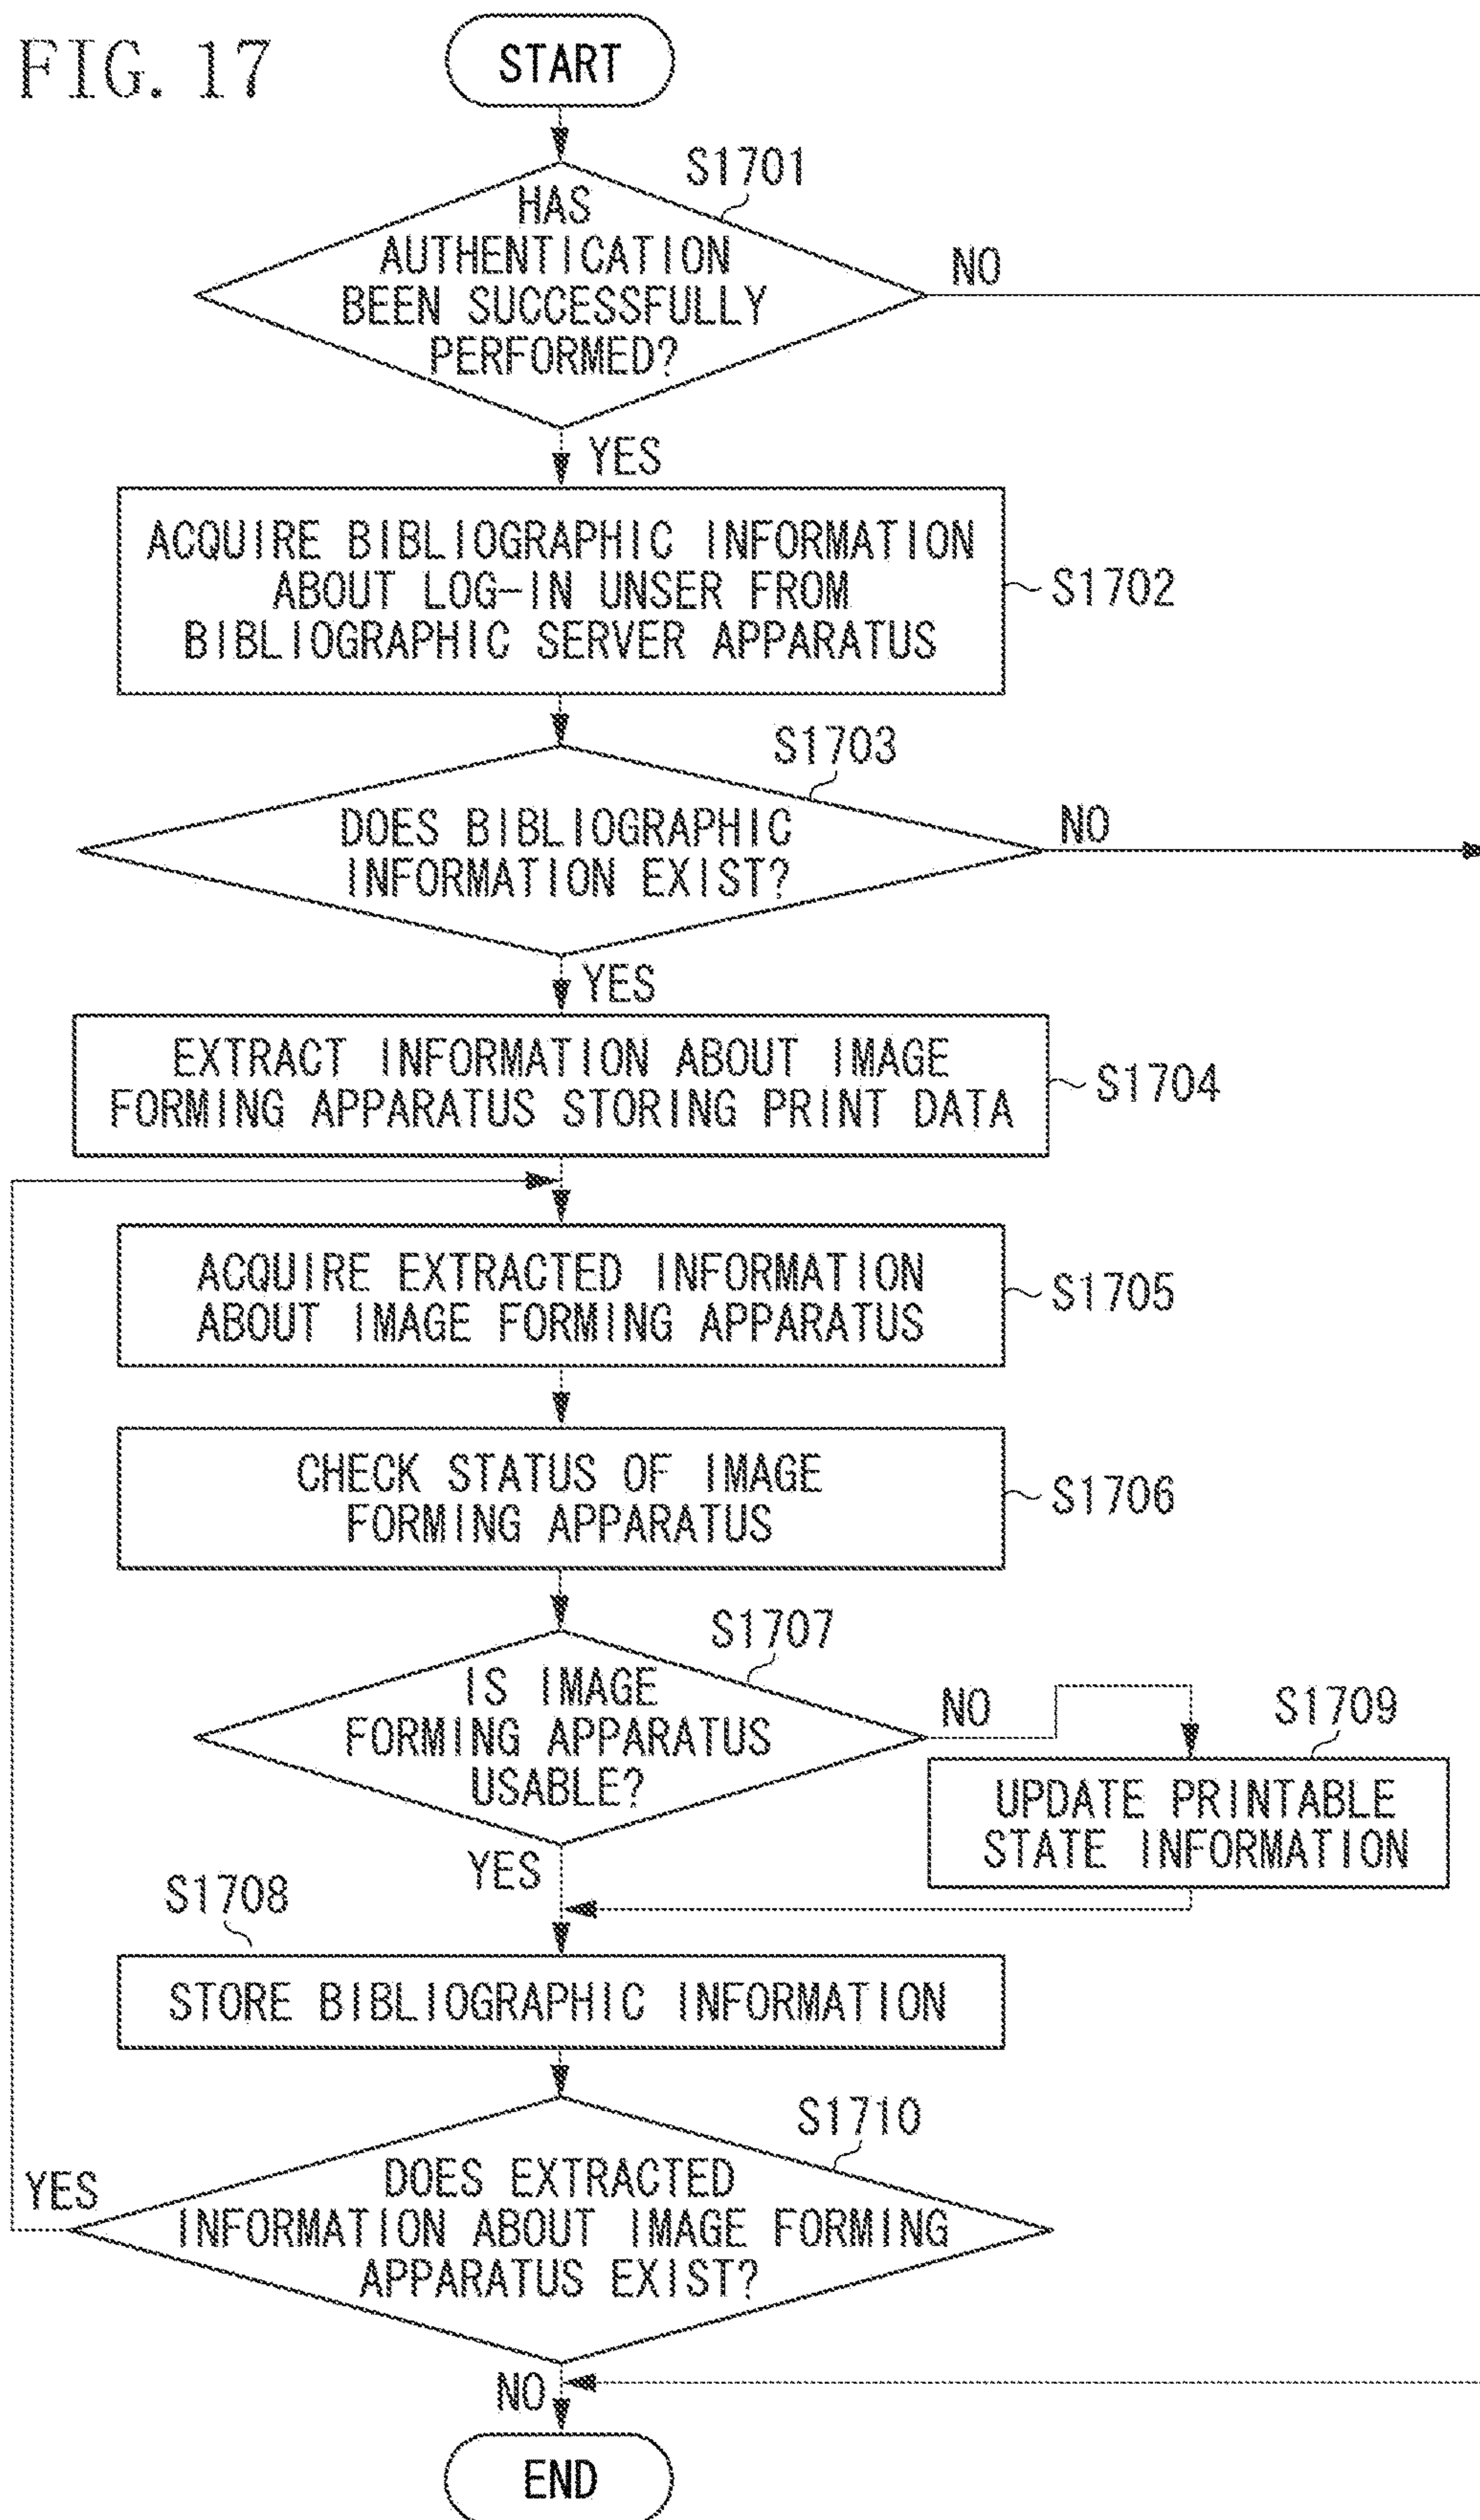 FIG. 17
START
S1701
HAS
AUTHENTICATION
BEEN SUCCESSFULLY
PERFORMED?
NO
YES
ACQUIRE BIBLIOGRAPHIC INFORMATION
ABOUT LOG-IN UNSER FROM
BIBLIOGRAPHIC SERVER APPARATUS
S1702
S1703
DOES BIBLIOGRAPHIC
INFORMATION EXIST?
NO
YES
EXTRACT INFORMATION ABOUT IMAGE
FORMING APPARATUS STORING PRINT DATA
S1704
ACQUIRE EXTRACTED INFORMATION
ABOUT IMAGE FORMING APPARATUS
S1705
CHECK STATUS OF IMAGE
FORMING APPARATUS
S1706
S1707
IS IMAGE
FORMING APPARATUS
USABLE?
NO
S1709
UPDATE PRINTABLE
STATE INFORMATION
YES
S1708
STORE BIBLIOGRAPHIC INFORMATION
S1710
DOES EXTRACTED
INFORMATION ABOUT IMAGE FORMING
APPARATUS EXIST?
YES
NO
END